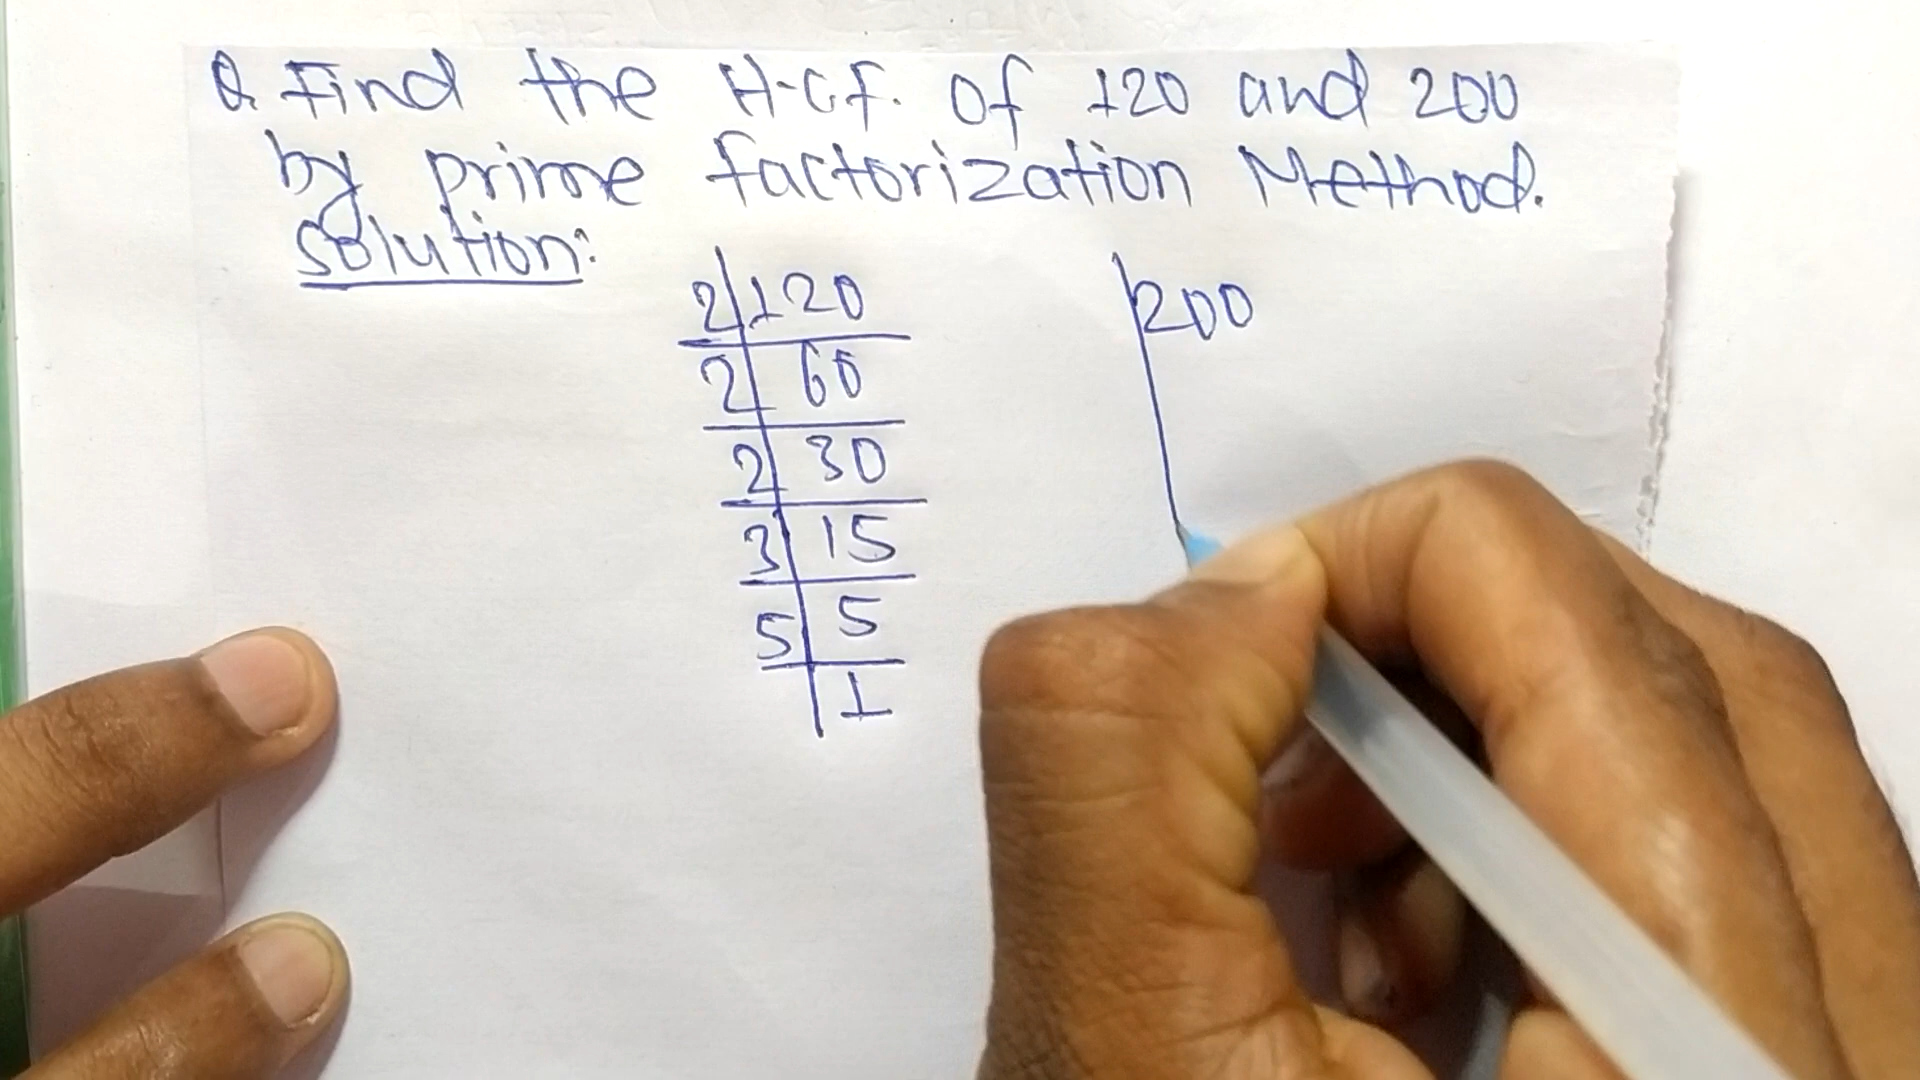 Q. Find the H.C.F. of 120 and 200
by prime factorization Method.
Solution:
2 120
2 60
2 30
3 15
5 5
1
200